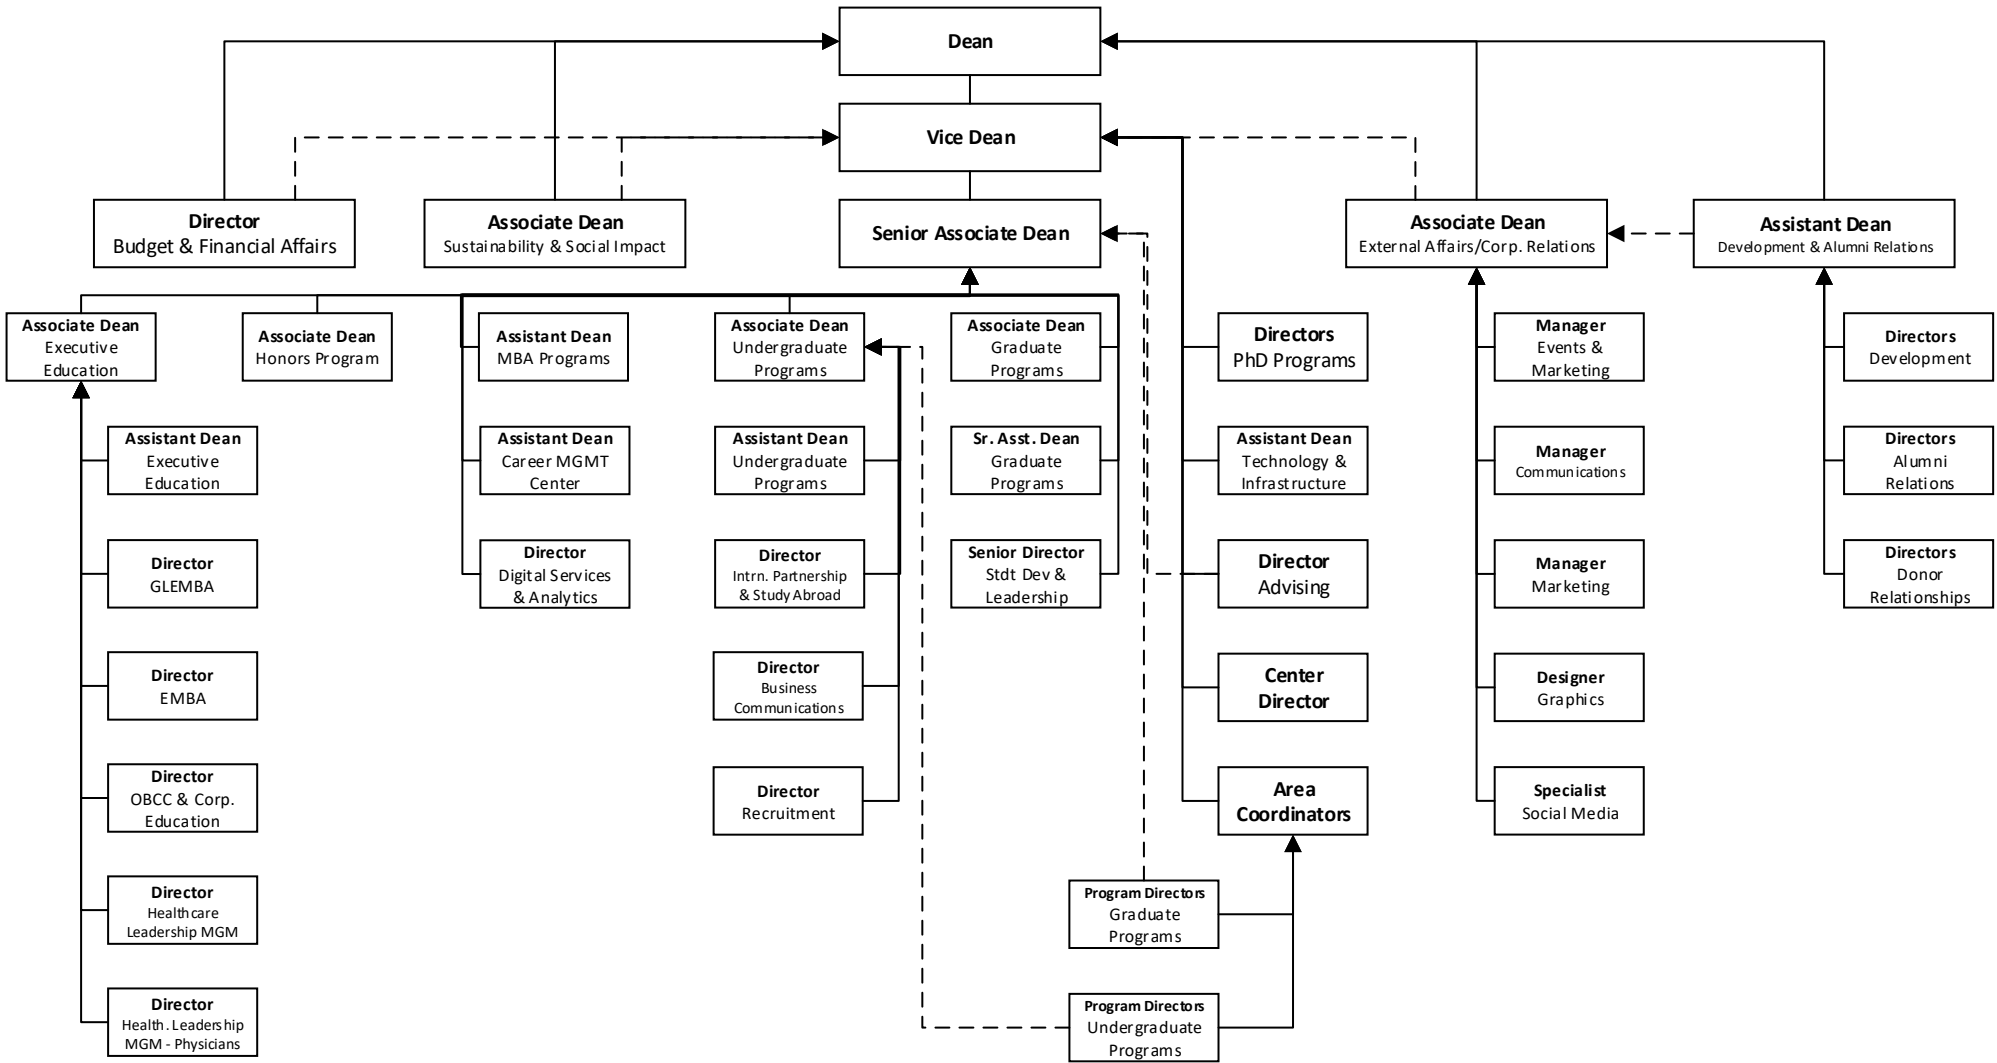 Dean
Vice Dean
Director
Budget & Financial Affairs
Associate Dean
Sustainability & Social Impact
Senior Associate Dean
Associate Dean
External Affairs/Corp. Relations
Assistant Dean
Development & Alumni Relations
Associate Dean
Executive
Education
Associate Dean
Honors Program
Assistant Dean
MBA Programs
Associate Dean
Undergraduate
Programs
Associate Dean
Graduate
Programs
Directors
PhD Programs
Manager
Events &
Marketing
Directors
Development
Assistant Dean
Executive
Education
Assistant Dean
Career MGMT
Center
Assistant Dean
Undergraduate
Programs
Sr. Asst. Dean
Graduate
Programs
Assistant Dean
Technology &
Infrastructure
Manager
Communications
Directors
Alumni
Relations
Director
GLEMBA
Director
Digital Services
& Analytics
Director
Intrn. Partnership
& Study Abroad
Senior Director
Stdt Dev &
Leadership
Director
Advising
Manager
Marketing
Directors
Donor
Relationships
Director
EMBA
Director
Business
Communications
Center
Director
Designer
Graphics
Director
OBCC & Corp.
Education
Director
Recruitment
Area
Coordinators
Specialist
Social Media
Director
Healthcare
Leadership MGM
Program Directors
Graduate
Programs
Director
Health. Leadership
MGM - Physicians
Program Directors
Undergraduate
Programs